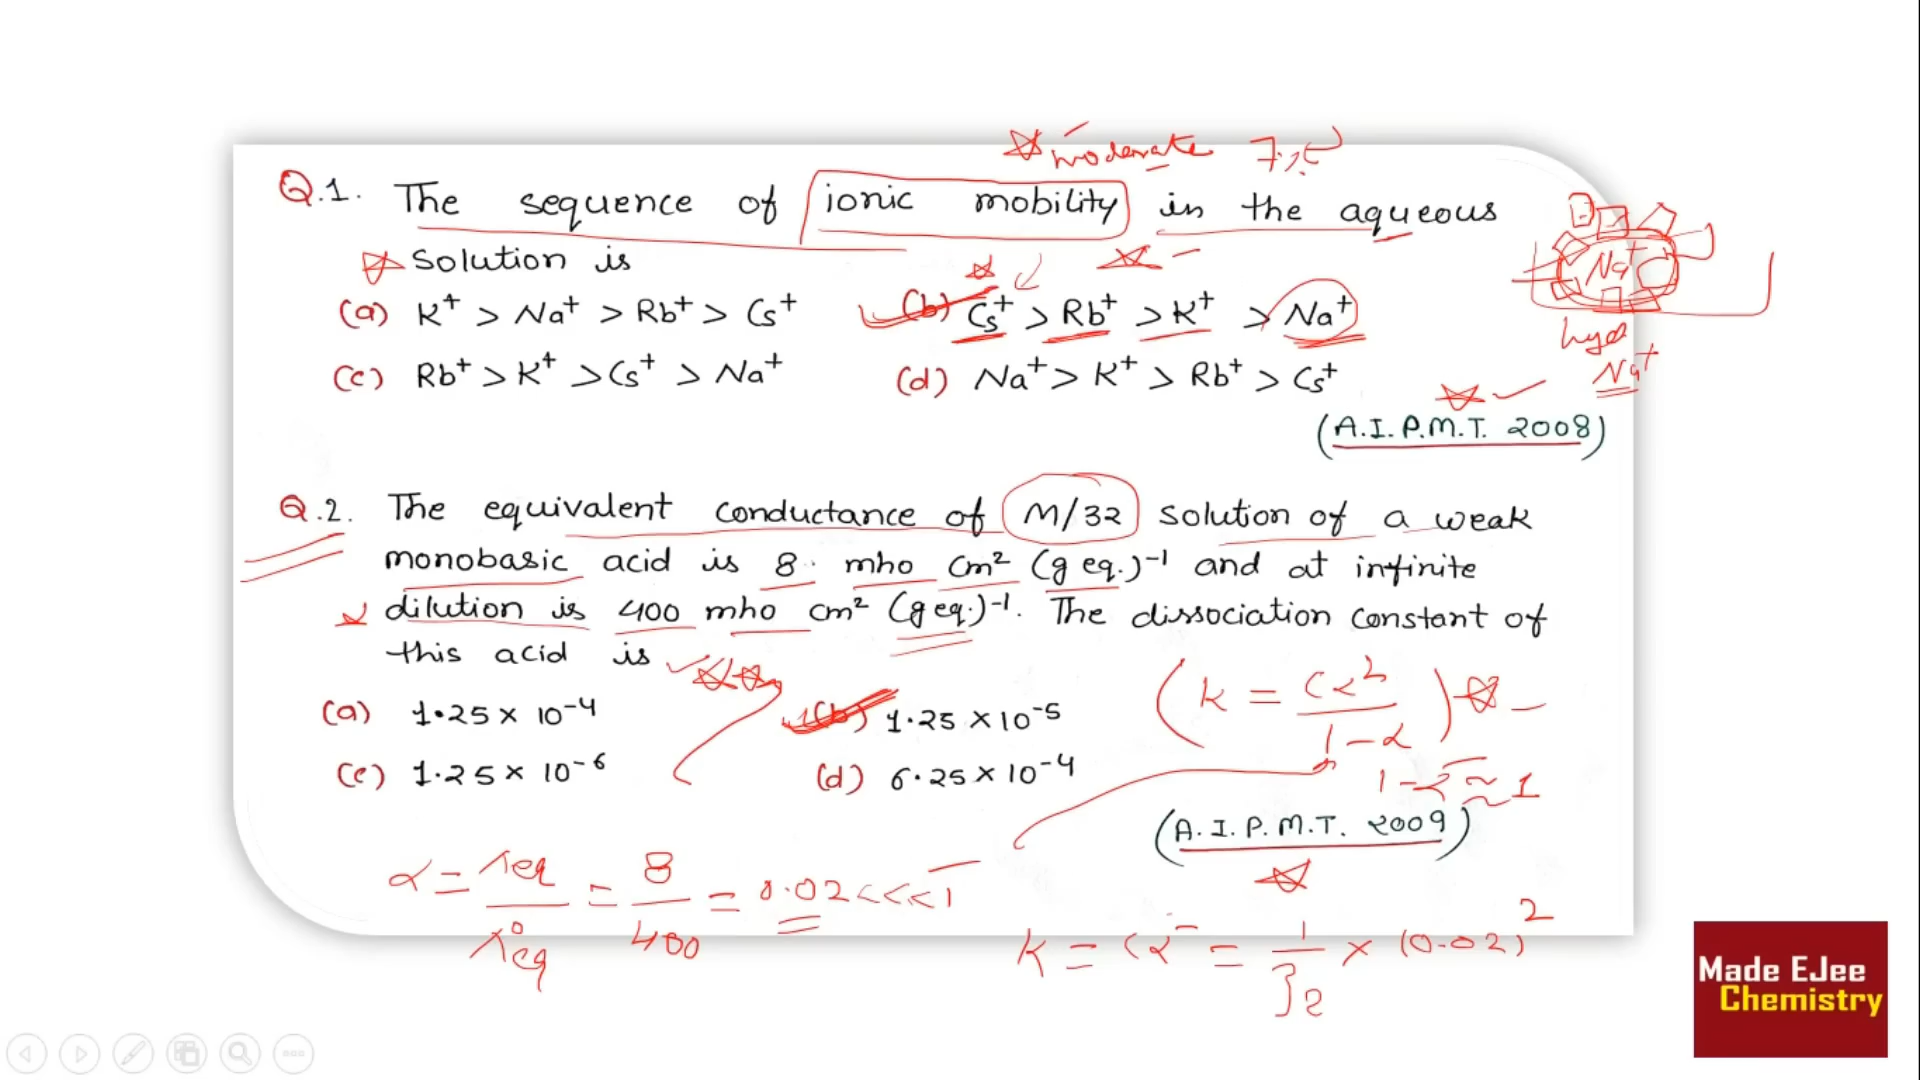 moderate
Q.1. The sequence of ionic mobility in the aqueous
Solution is
(a) K⁺ > Na⁺ > Rb⁺ > Cs⁺ (b) Cs⁺ > Rb⁺ > K⁺ > Na⁺
(c) Rb⁺ > K⁺ > Cs⁺ > Na⁺ (d) Na⁺ > K⁺ > Rb⁺ > Cs⁺
Na⁺
Na⁺
(A.I.P.M.T. 2008)
Q.2. The equivalent conductance of M/32 solution of a weak
monobasic acid is 8 mho cm² (g eq.)⁻¹ and at infinite
dilution is 400 mho cm² (g eq.)⁻¹. The dissociation constant of
this acid is
(a) 1.25 × 10⁻⁴ (b) 1.25 × 10⁻⁵
(c) 1.25 × 10⁻⁶ (d) 6.25 × 10⁻⁴
(K = Cα² / 1-α)
1-α ≈ 1
(A.I.P.M.T. 2009)
α = λeq / λ°eq = 8 / 400 = 0.02 <<< 1
K = Cα² = 1/32 × (0.02)²
Made EJee
Chemistry